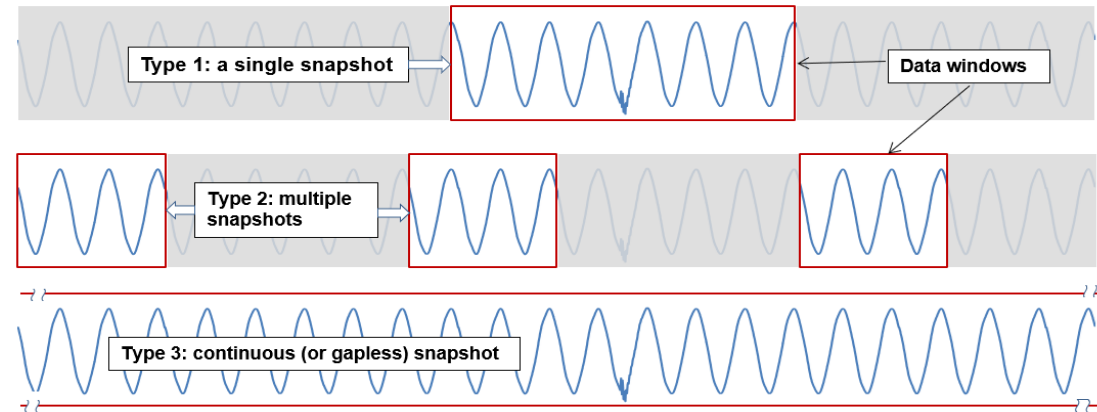 Type 1: a single snapshot
Data windows
Type 2: multiple
snapshots
Type 3: continuous (or gapless) snapshot